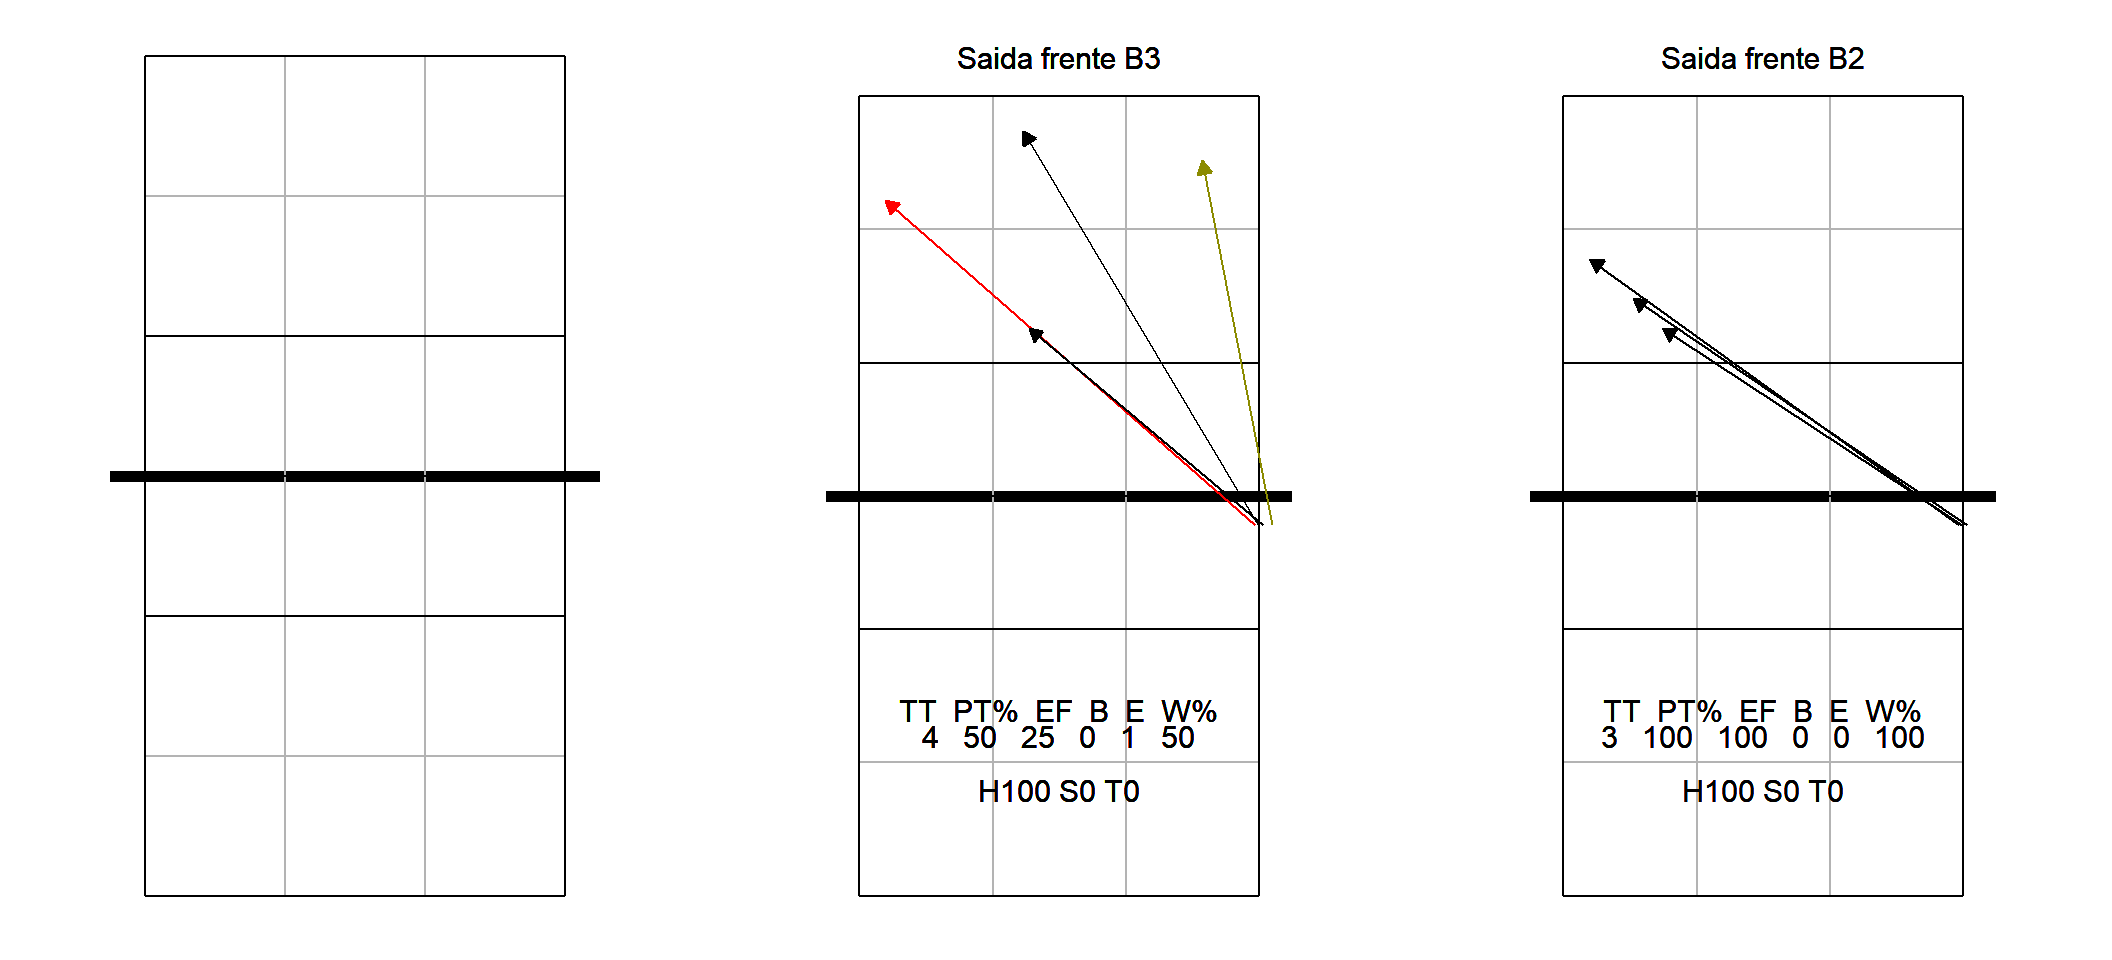 Saida frente B3
TT PT% EF B E W%
4 50 25 0 1 50
H100 S0 T0
Saida frente B2
TT PT% EF B E W%
3 100 100 0 0 100
H100 S0 T0